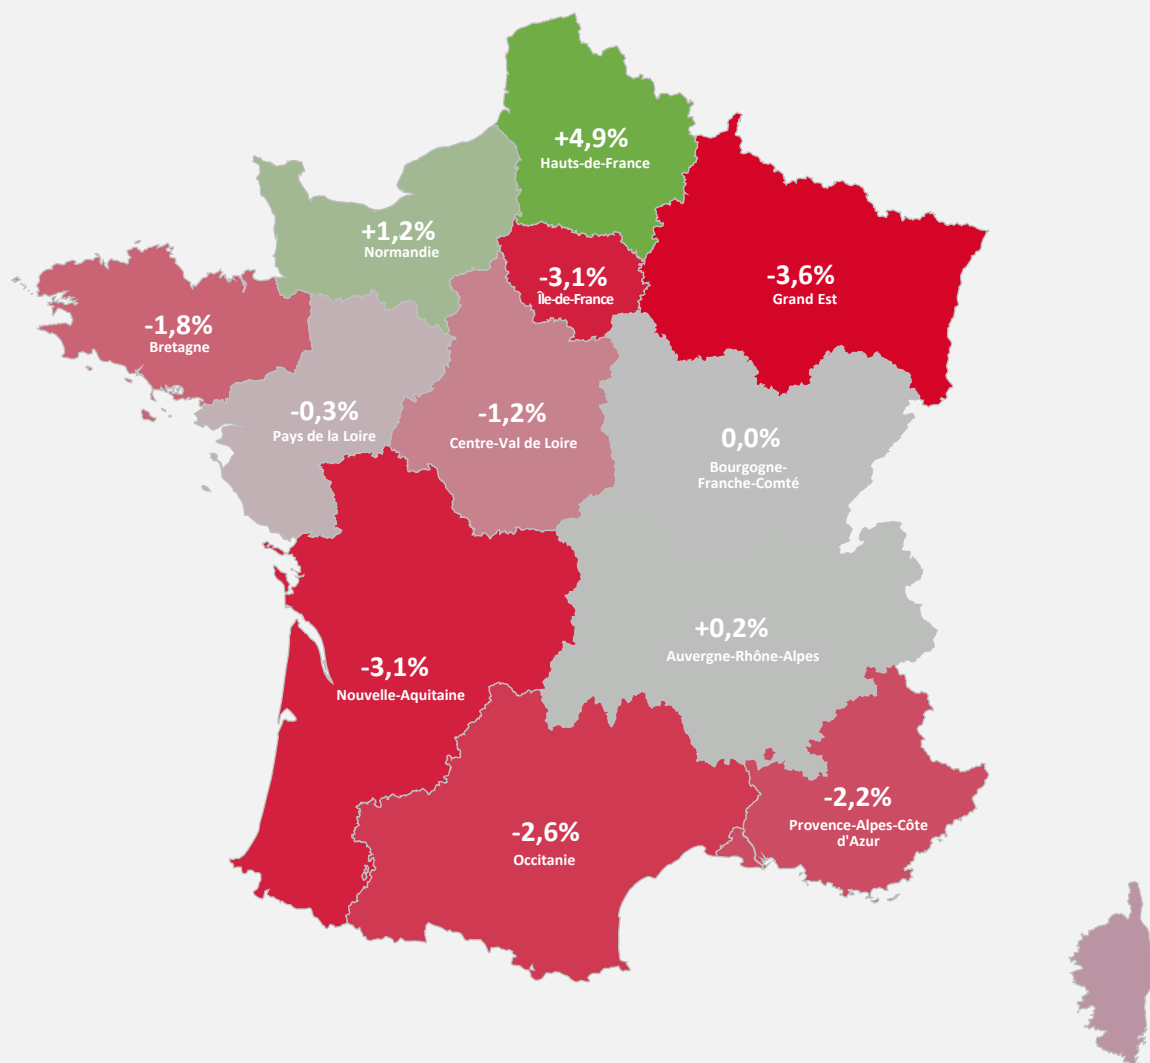 +4,9%
Hauts-de-France
+1,2%
Normandie
-3,1%
Île-de-France
-3,6%
Grand Est
-1,8%
Bretagne
-0,3%
Pays de la Loire
-1,2%
Centre-Val de Loire
0,0%
Bourgogne-
Franche-Comté
+0,2%
Auvergne-Rhône-Alpes
-3,1%
Nouvelle-Aquitaine
-2,2%
Provence-Alpes-Côte
d'Azur
-2,6%
Occitanie